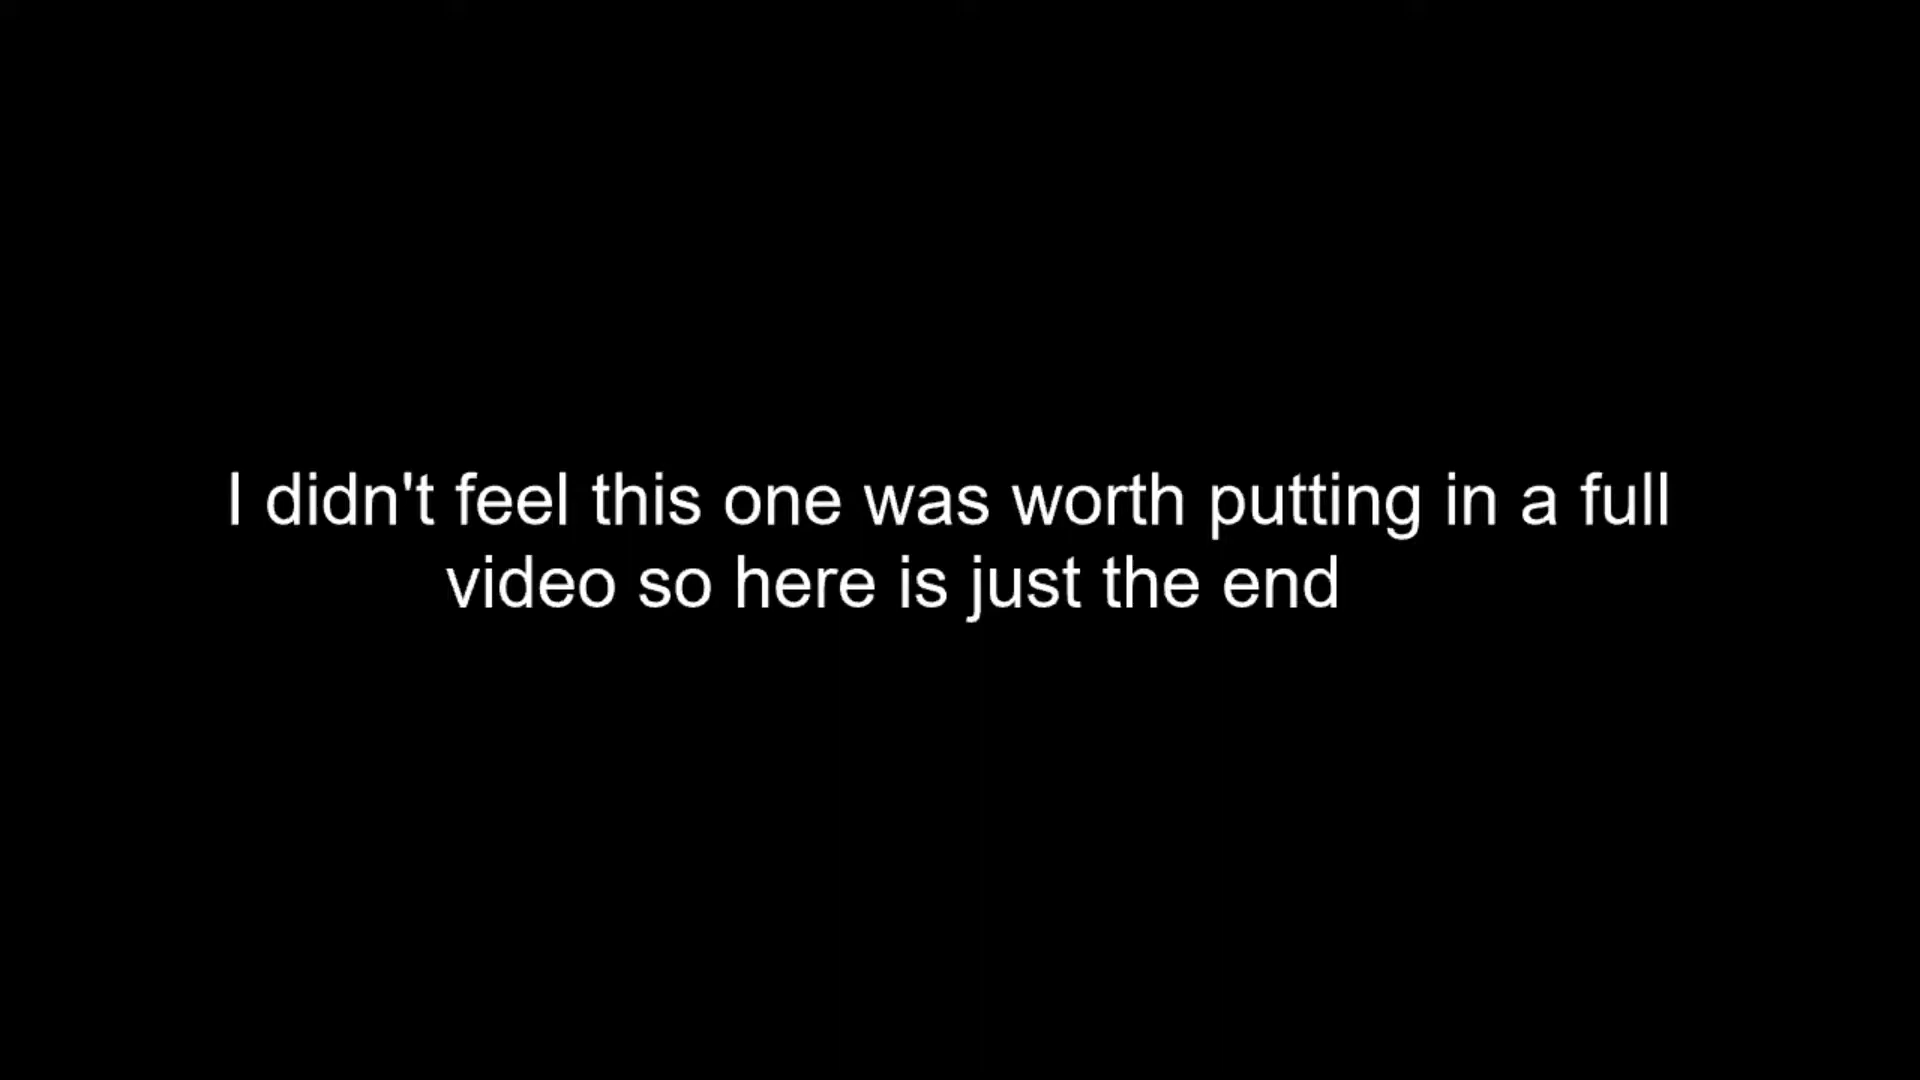 I didn't feel this one was worth putting in a full
video so here is just the end